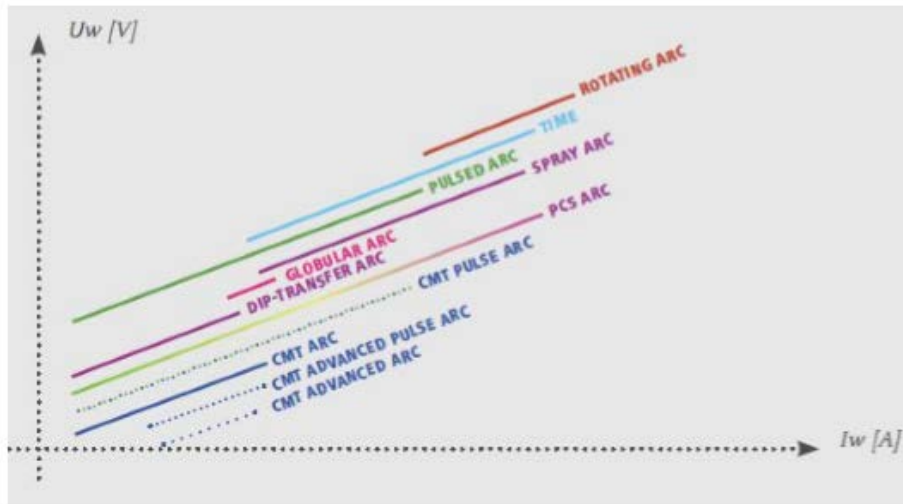 Uw [V]
ROTATING ARC
TIME
PULSED ARC
SPRAY ARC
PCS ARC
GLOBULAR ARC
DIP-TRANSFER ARC
CMT PULSE ARC
CMT ARC
CMT ADVANCED PULSE ARC
CMT ADVANCED ARC
Iw [A]